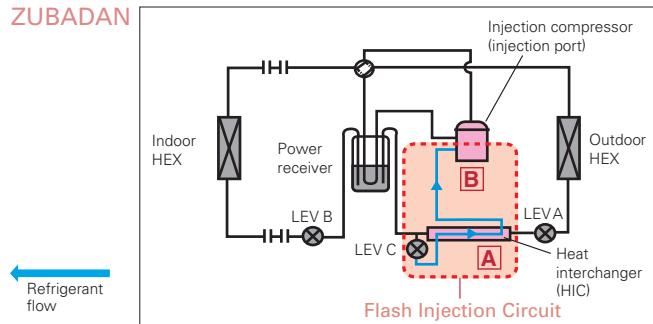 ZUBADAN
Injection compressor
(injection port)
Indoor
HEX
Power
receiver
Outdoor
HEX
B
LEV B
LEV A
LEV C
A
Heat
interchanger
(HIC)
Refrigerant
flow
Flash Injection Circuit